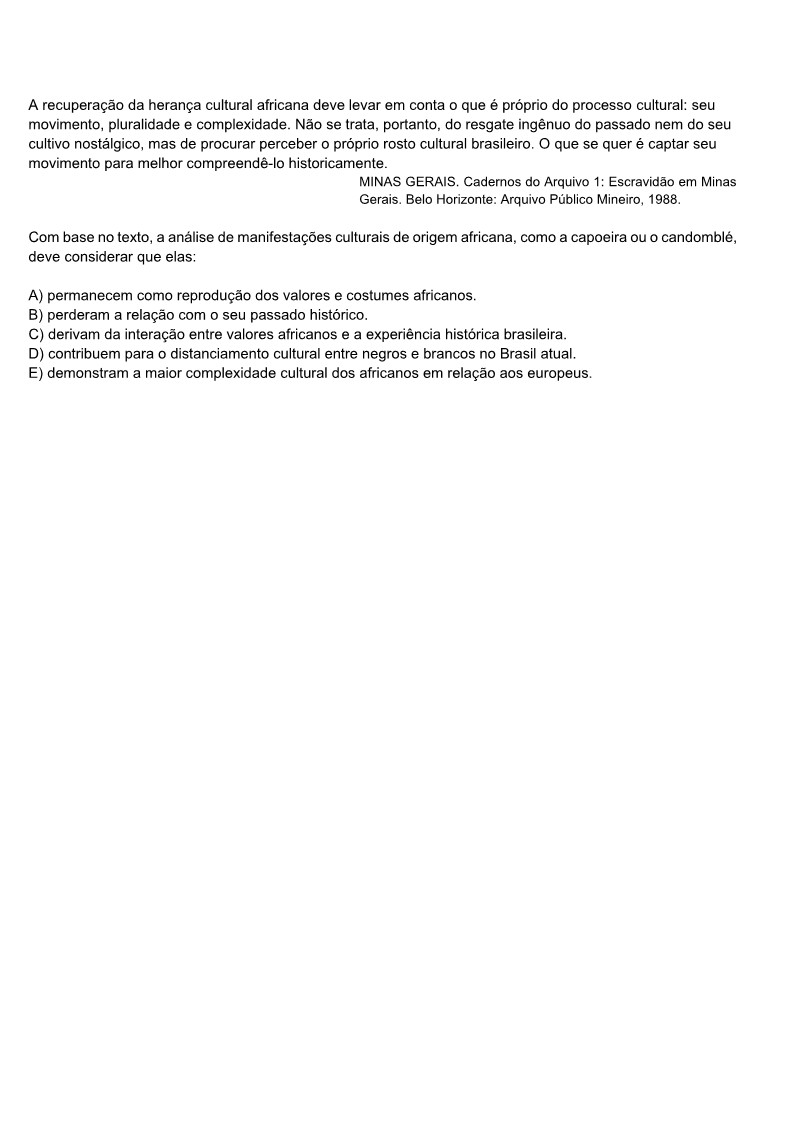 A recuperação da herança cultural africana deve levar em conta o que é próprio do processo cultural: seu
movimento, pluralidade e complexidade. Não se trata, portanto, do resgate ingênuo do passado nem do seu
cultivo nostálgico, mas de procurar perceber o próprio rosto cultural brasileiro. O que se quer é captar seu
movimento para melhor compreendê-lo historicamente.
MINAS GERAIS. Cadernos do Arquivo 1: Escravidão em Minas
Gerais. Belo Horizonte: Arquivo Público Mineiro, 1988.
Com base no texto, a análise de manifestações culturais de origem africana, como a capoeira ou o candomblé,
deve considerar que elas:
A) permanecem como reprodução dos valores e costumes africanos.
B) perderam a relação com o seu passado histórico.
C) derivam da interação entre valores africanos e a experiência histórica brasileira.
D) contribuem para o distanciamento cultural entre negros e brancos no Brasil atual.
E) demonstram a maior complexidade cultural dos africanos em relação aos europeus.